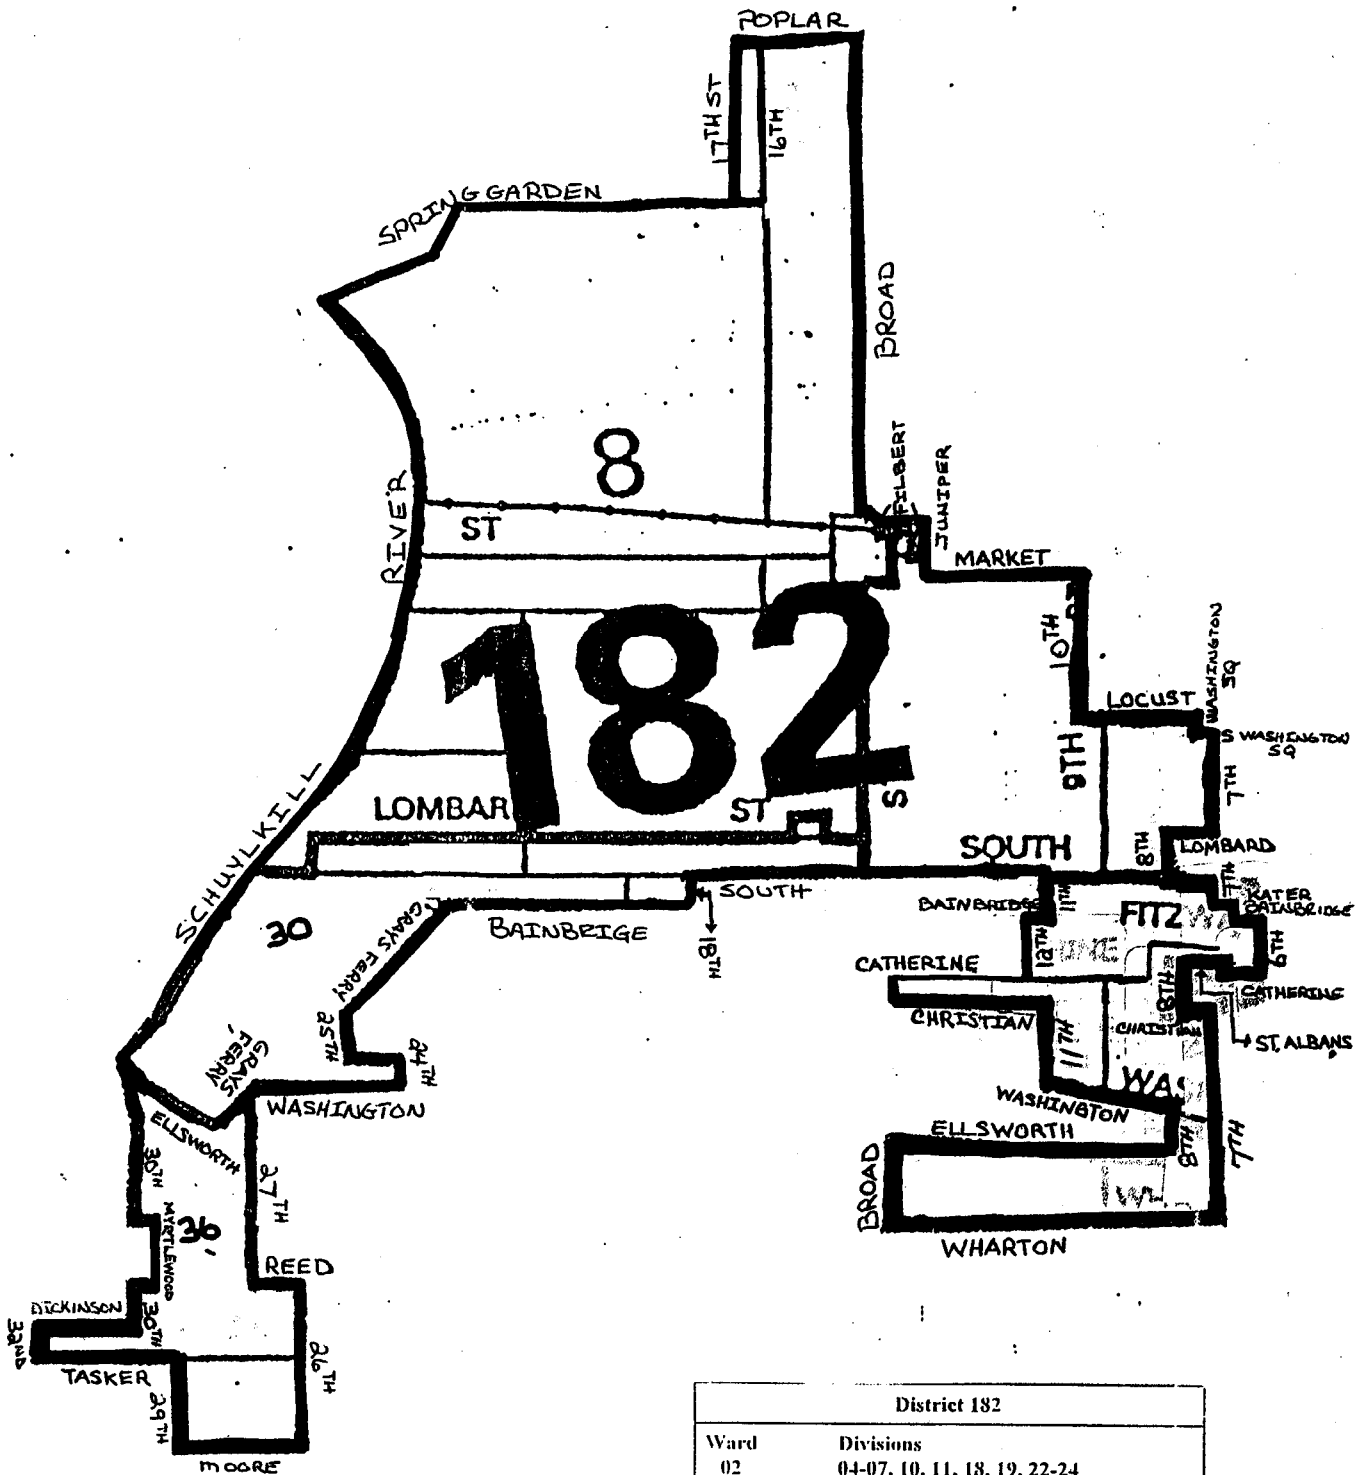 POPLAR
17TH ST
16TH
SPRING GARDEN
BROAD
FILBERT
JUNIPER
8
RIVER
ST
MARKET
10TH
WASHINGTON
SQ
182
LOCUST
S WASHINGTON
SQ
9TH
7TH
LOMBAR
ST
S
SCHUYLKILL
SOUTH
8TH
LOMBARD
7TH
SOUTH
BAINBRIDGE
11TH
KATER
BAINBRIDGE
30
GRAYS FERRY
BAINBRIGE
18TH
12TH
6TH
CATHERINE
8TH
CATHERINE
CHRISTIAN
CHRISTIAN
ST. ALBANS
25TH
24TH
11TH
GRAYS
FERRY
WASHINGTON
WAS
WASHINGTON
ELLSWORTH
ELLSWORTH
8TH
7TH
30TH
27TH
BROAD
36
MYRTLEWOOD
WHARTON
REED
DICKINSON
30TH
32ND
26TH
TASKER
29TH
MOORE
District 182
Ward Divisions
02 04-07, 10, 11, 18, 19, 22-24